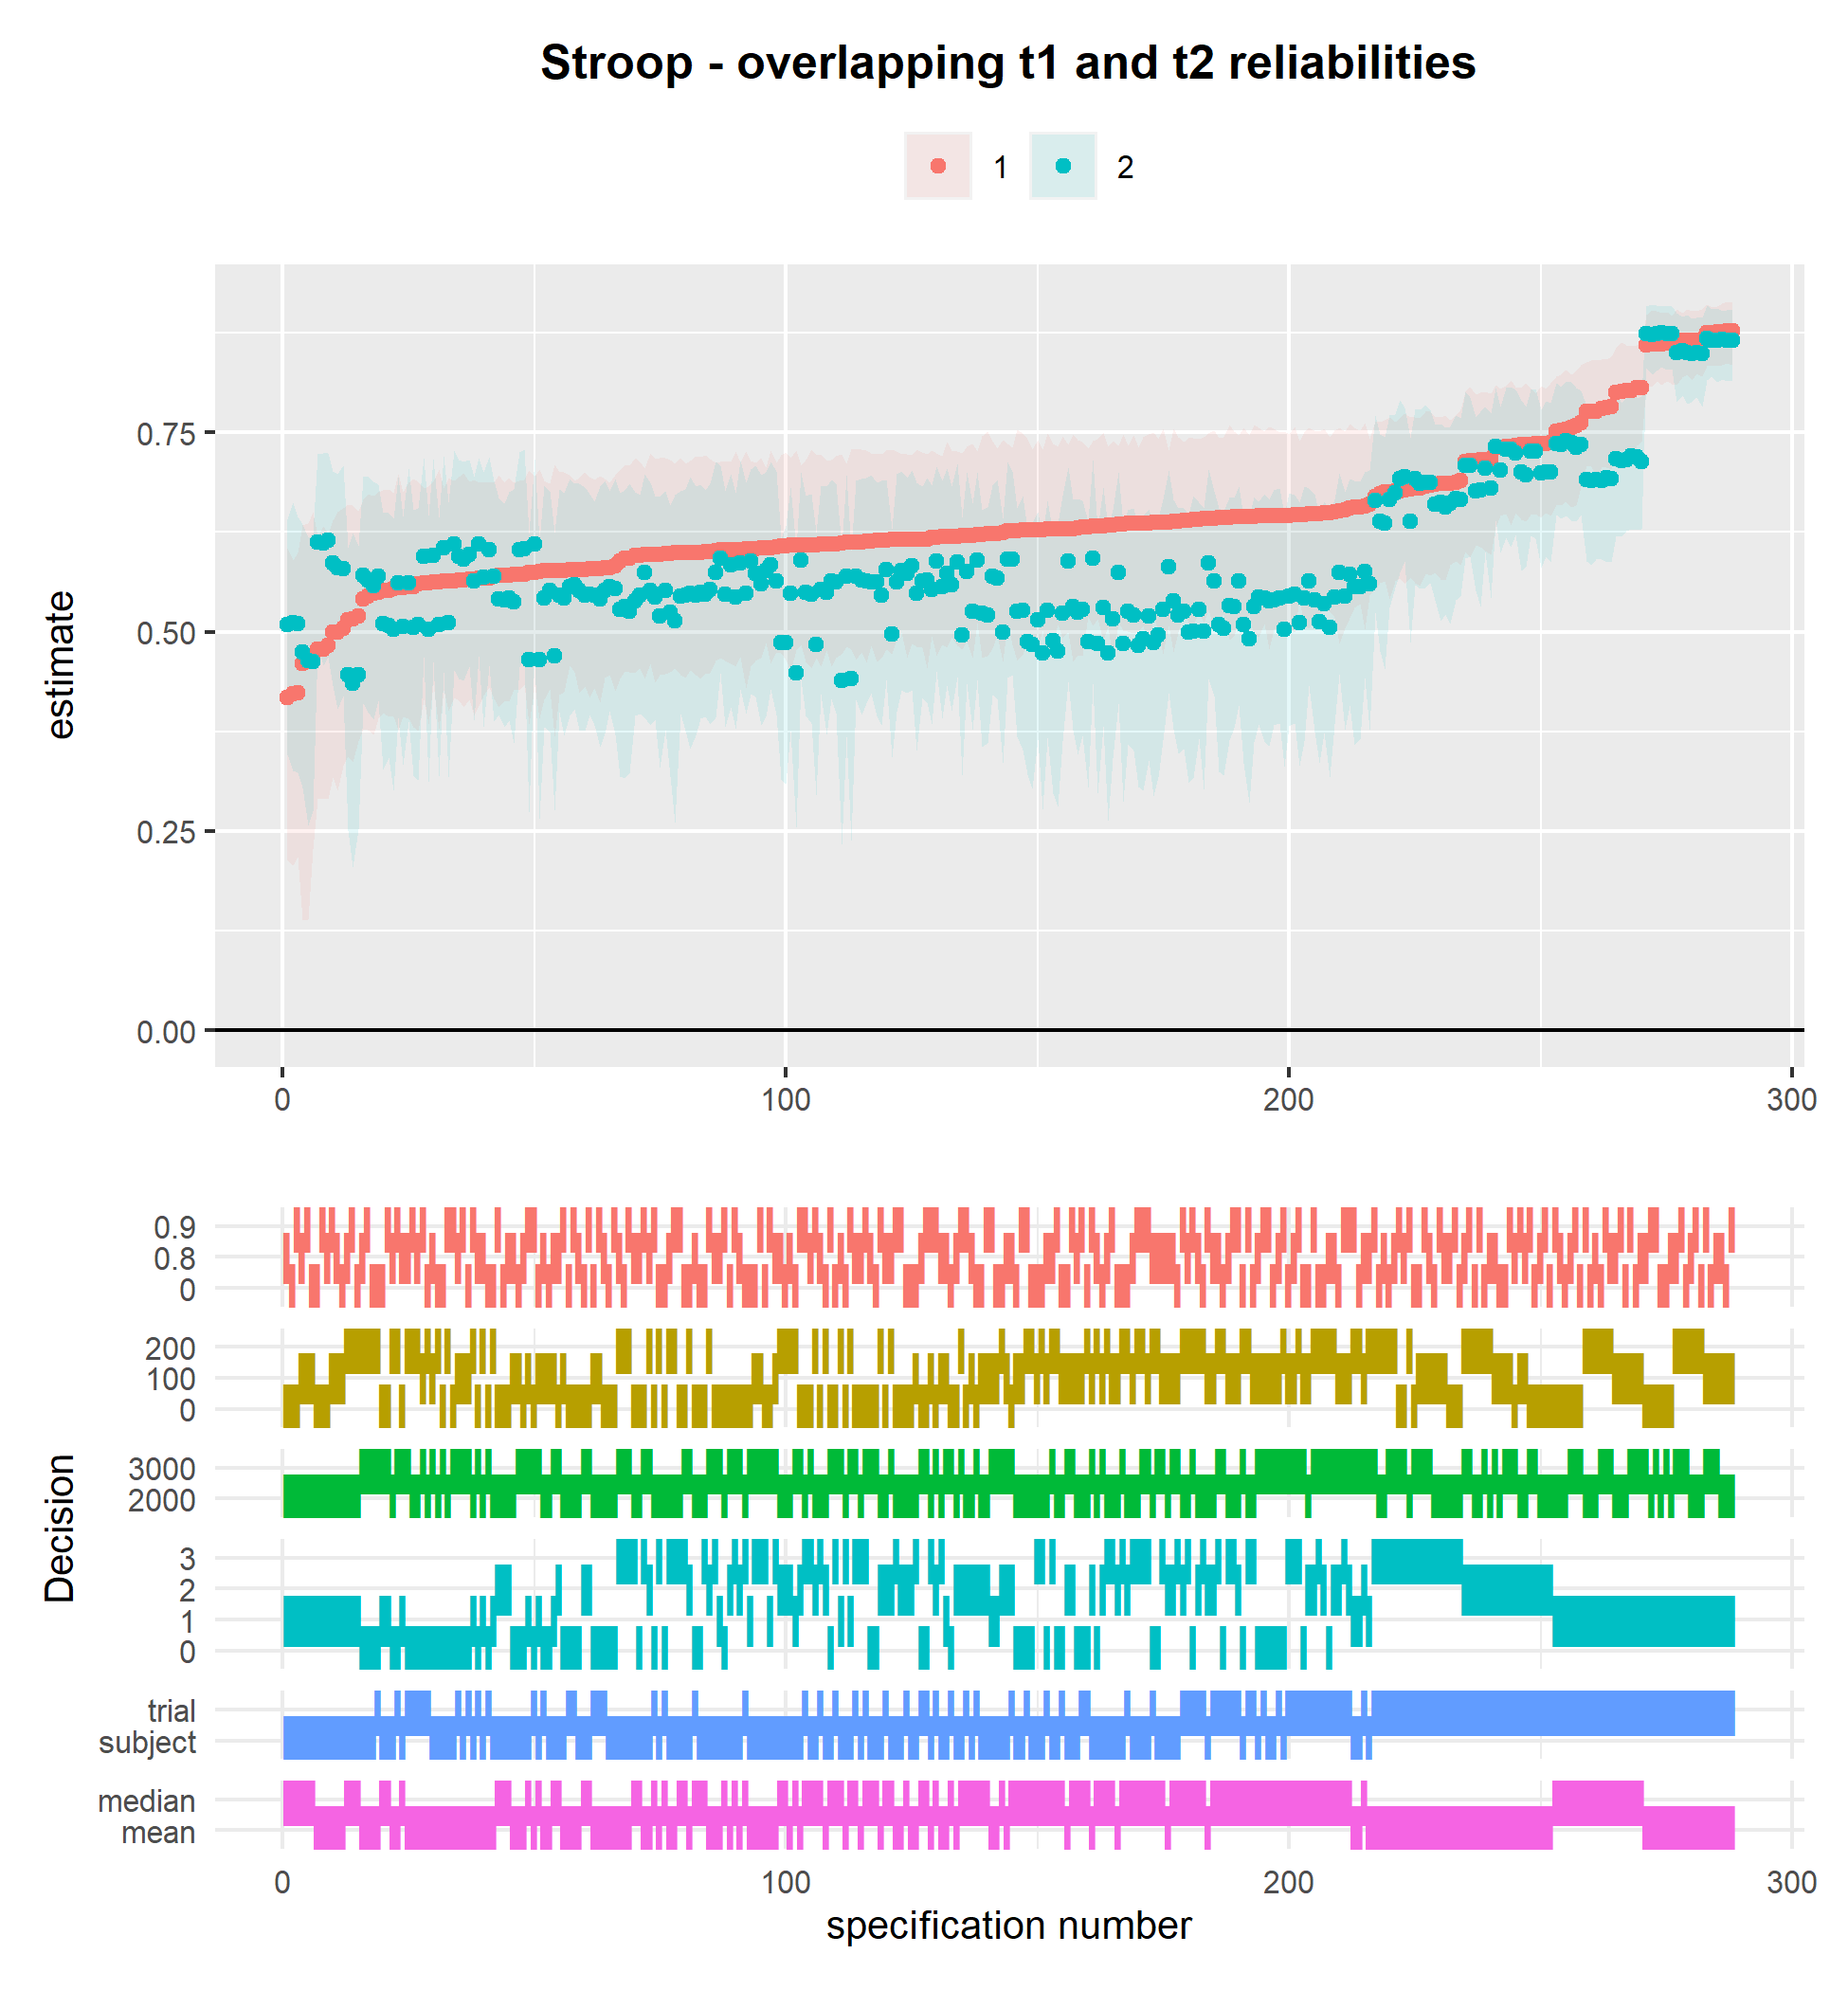 Stroop - overlapping t1 and t2 reliabilities
1 2
estimate
0.75
0.50
0.25
0.00
0 100 200 300
Decision
0.9
0.8
0
200
100
0
3000
2000
3
2
1
0
trial
subject
median
mean
0 100 200 300
specification number